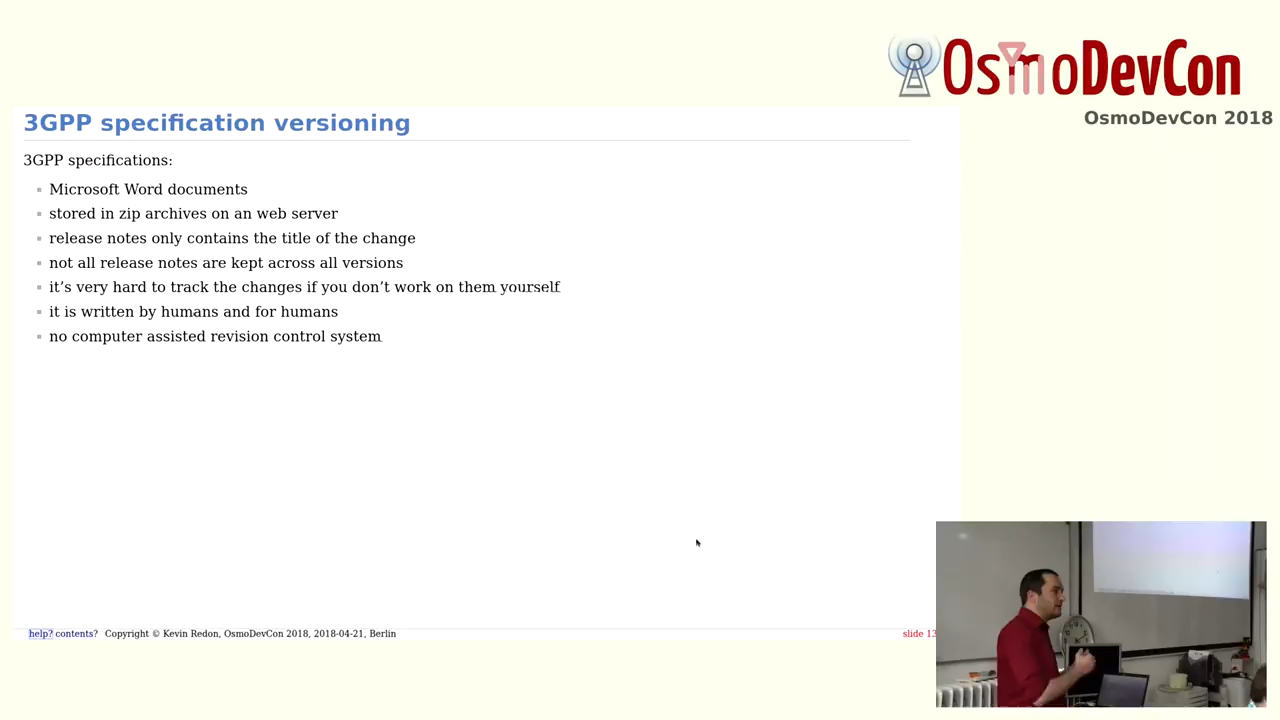 OsmoDevCon
OsmoDevCon 2018
3GPP specification versioning
3GPP specifications:
Microsoft Word documents
stored in zip archives on an web server
release notes only contains the title of the change
not all release notes are kept across all versions
it’s very hard to track the changes if you don’t work on them yourself
it is written by humans and for humans
no computer assisted revision control system
help? contents? Copyright © Kevin Redon, OsmoDevCon 2018, 2018-04-21, Berlin
slide 13